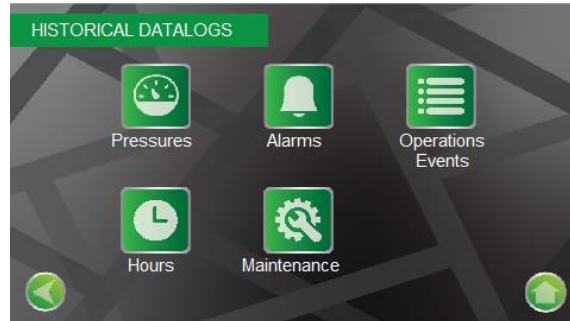 HISTORICAL DATALOGS
Pressures
Alarms
Operations
Events
Hours
Maintenance